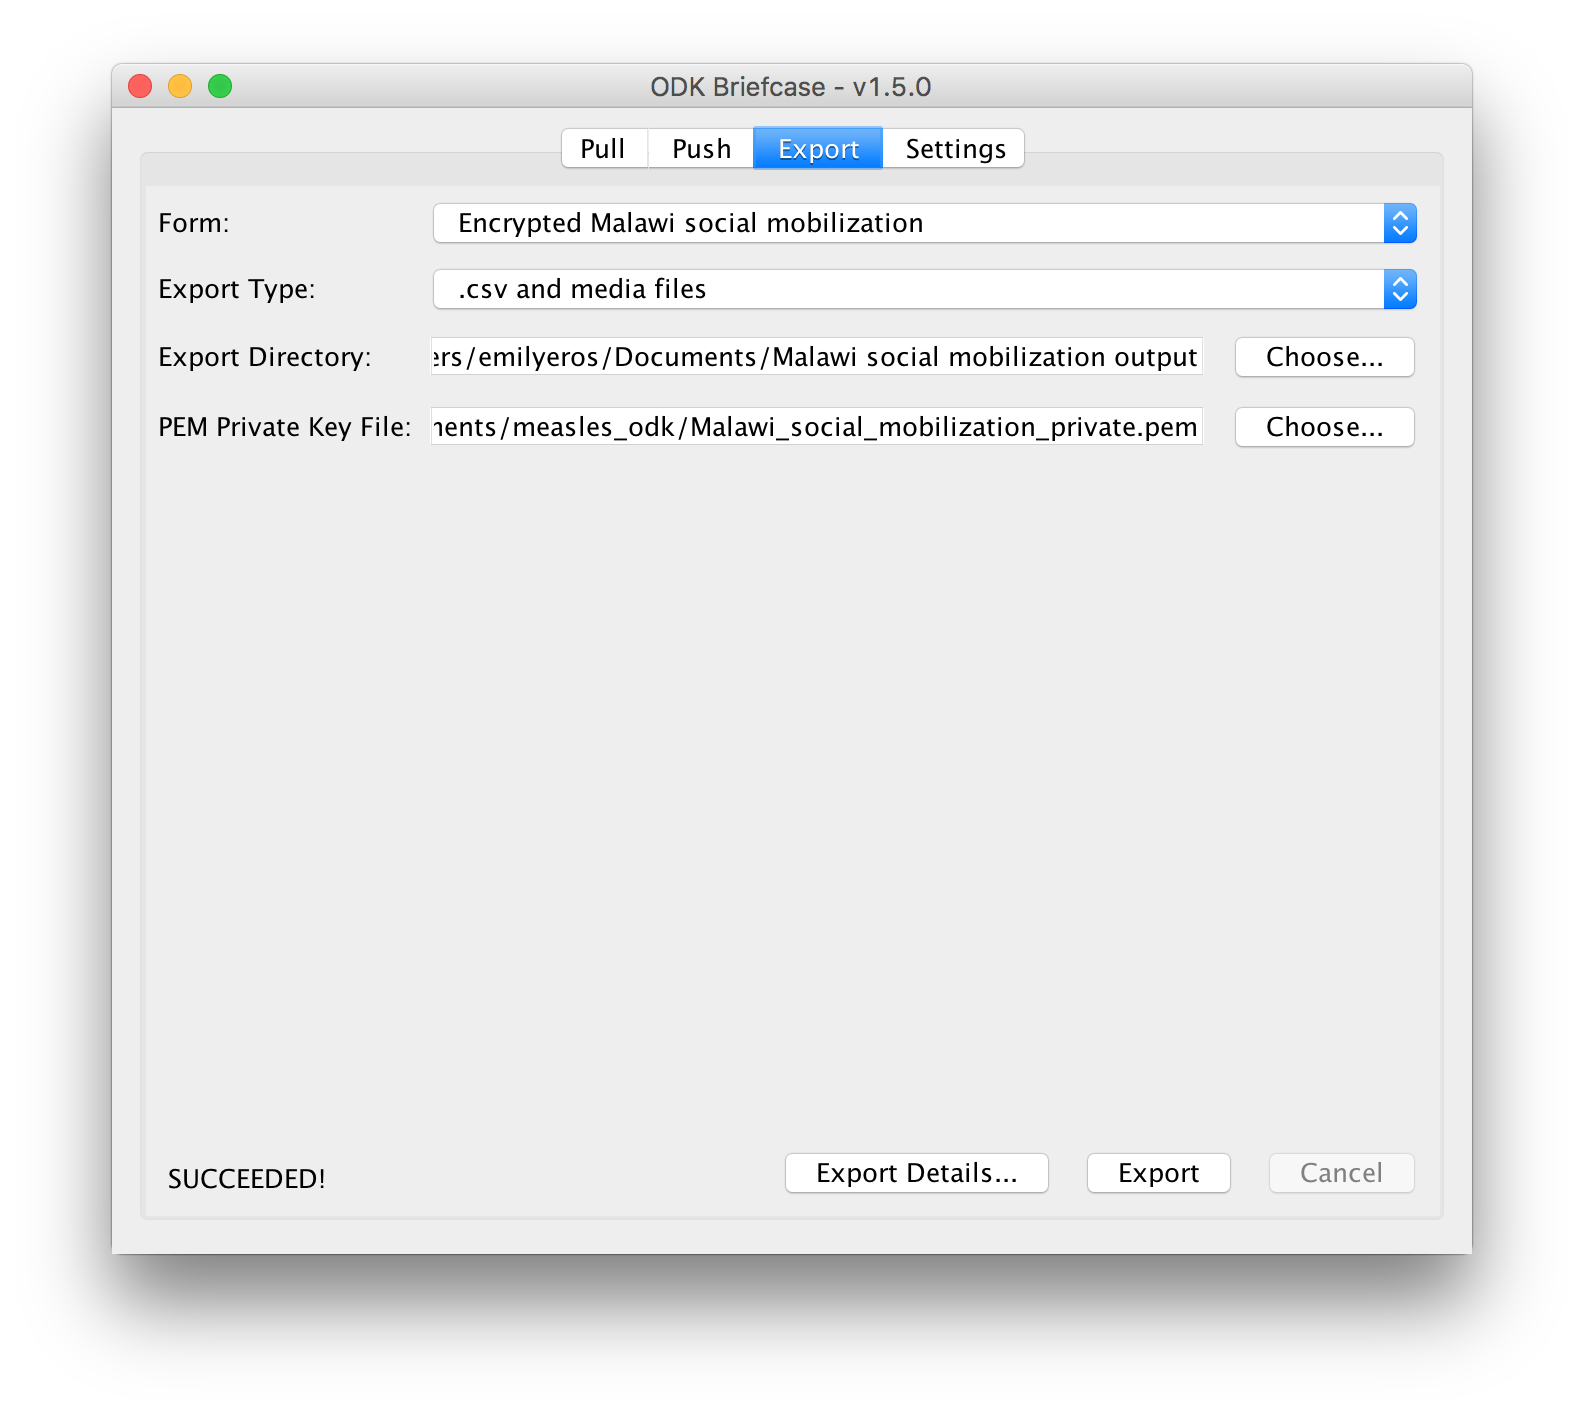 ODK Briefcase - v1.5.0
Pull Push Export Settings
Form: Encrypted Malawi social mobilization
Export Type: .csv and media files
Export Directory: ers/emilyeros/Documents/Malawi social mobilization output Choose...
PEM Private Key File: nents/measles_odk/Malawi_social_mobilization_private.pem Choose...
SUCCEEDED! Export Details... Export Cancel